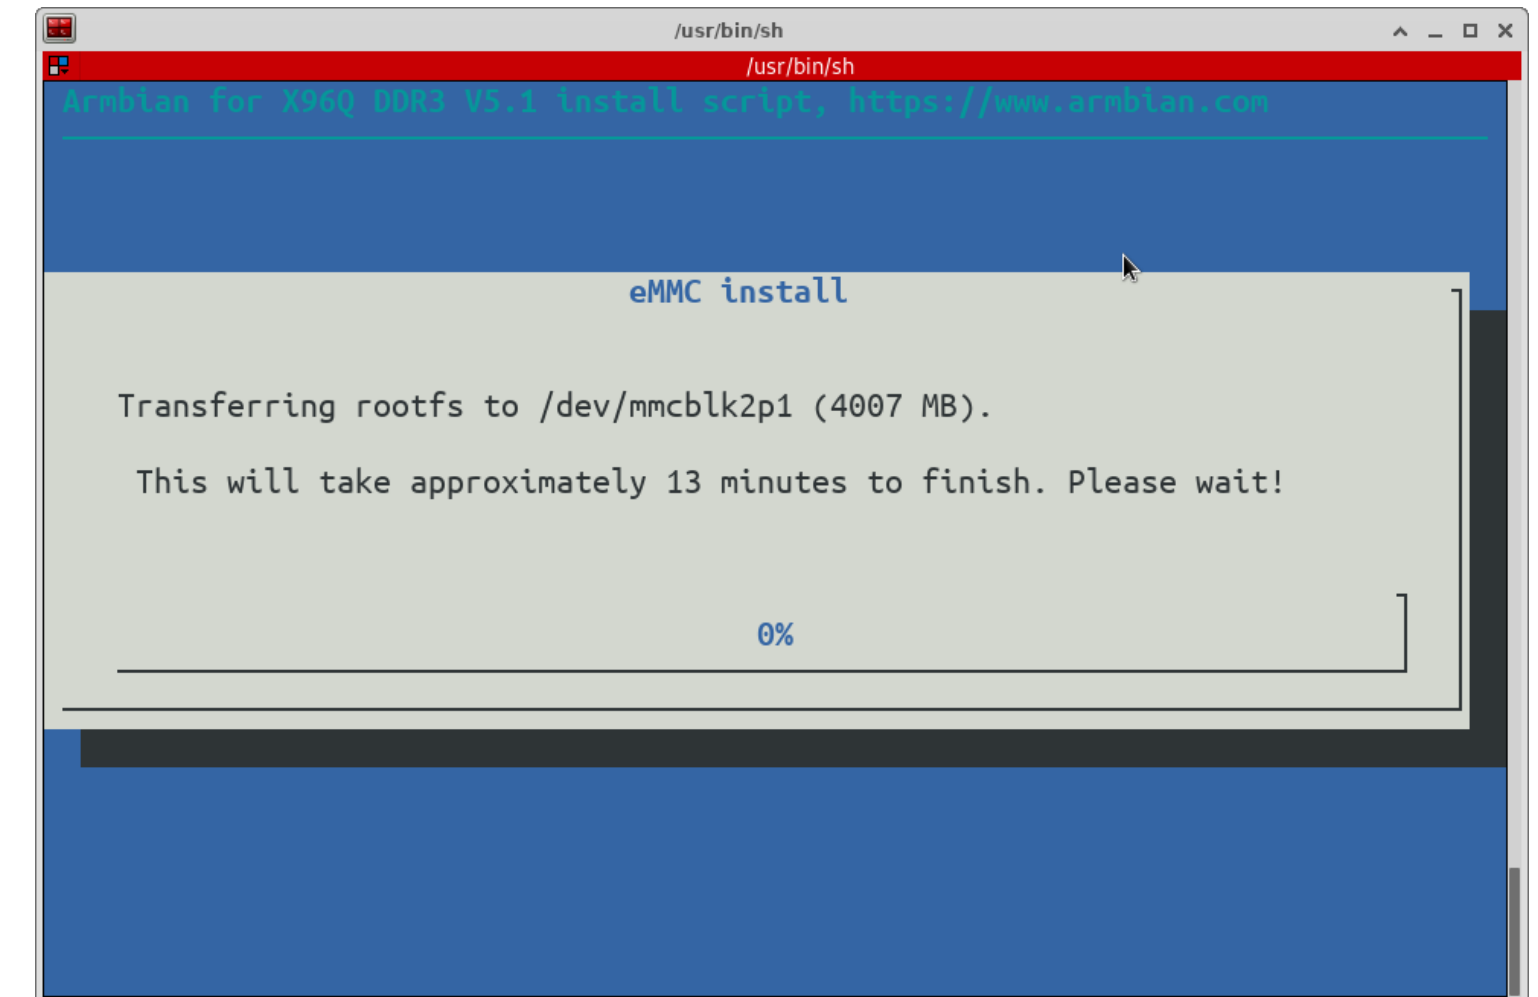 /usr/bin/sh
/usr/bin/sh
Armbian for X96Q DDR3 V5.1 install script, https://www.armbian.com
eMMC install
Transferring rootfs to /dev/mmcblk2p1 (4007 MB).
This will take approximately 13 minutes to finish. Please wait!
0%